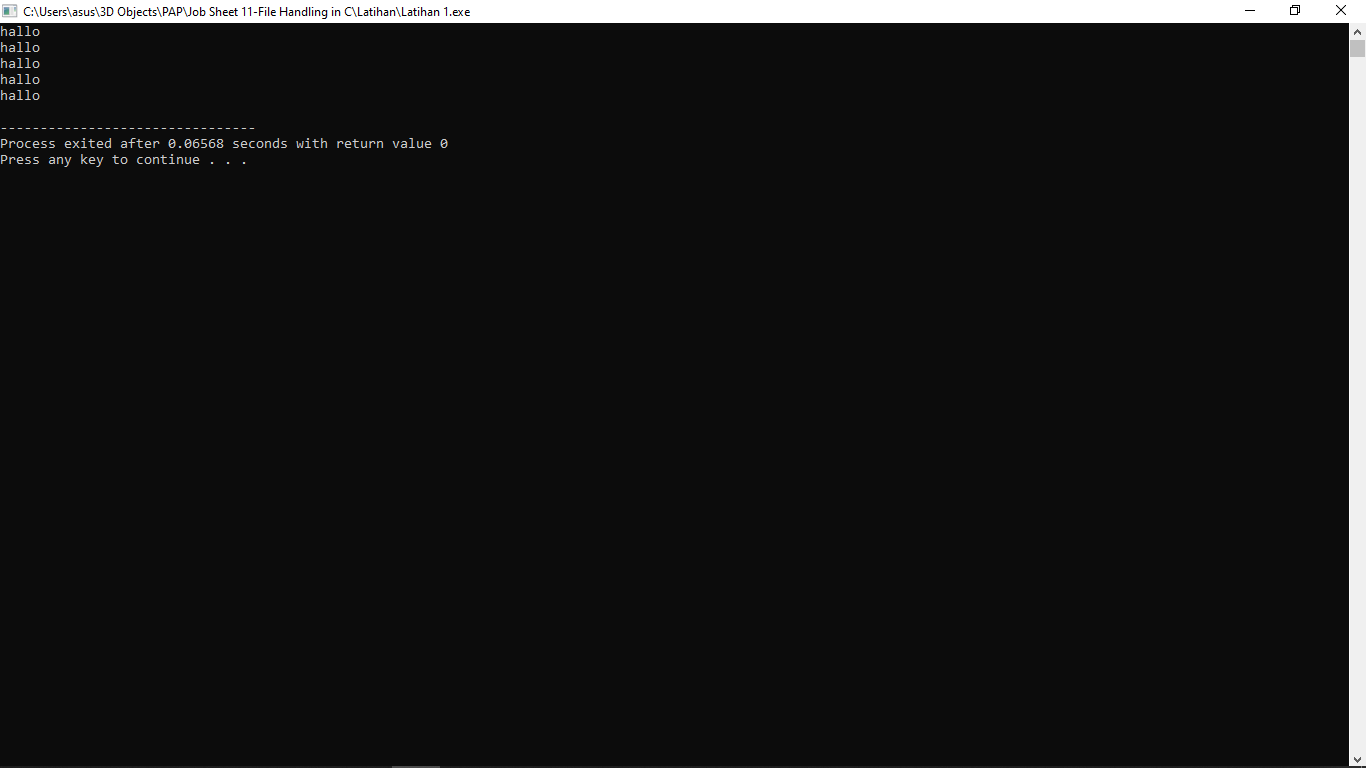 C:\Users\asus\3D Objects\PAP\Job Sheet 11-File Handling in C\Latihan\Latihan 1.exe
hallo
hallo
hallo
hallo
hallo
--------------------------------
Process exited after 0.06568 seconds with return value 0
Press any key to continue . . .